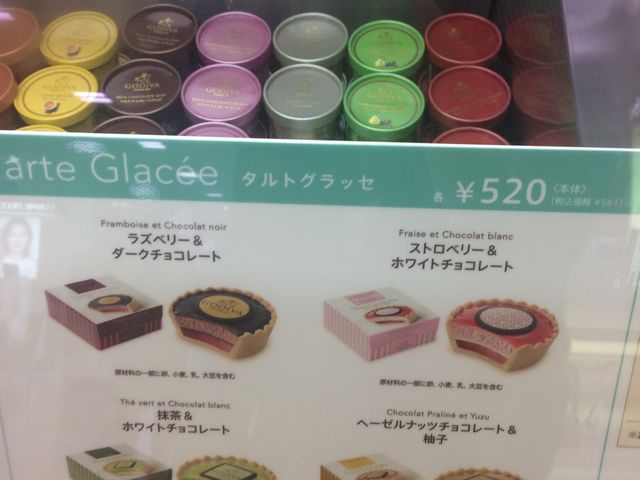 GODIVA
arte Glacée タルトグラッセ 各 ¥520 〈本体〉
(税込価格 ¥561)
Framboise et Chocolat noir
ラズベリー&
ダークチョコレート
原材料の一部に卵、小麦、乳、大豆を含む
Fraise et Chocolat blanc
ストロベリー&
ホワイトチョコレート
原材料の一部に卵、小麦、乳、大豆を含む
Thé vert et Chocolat blanc
抹茶&
ホワイトチョコレート
Chocolat Praliné et Yuzu
ヘーゼルナッツチョコレート&
柚子